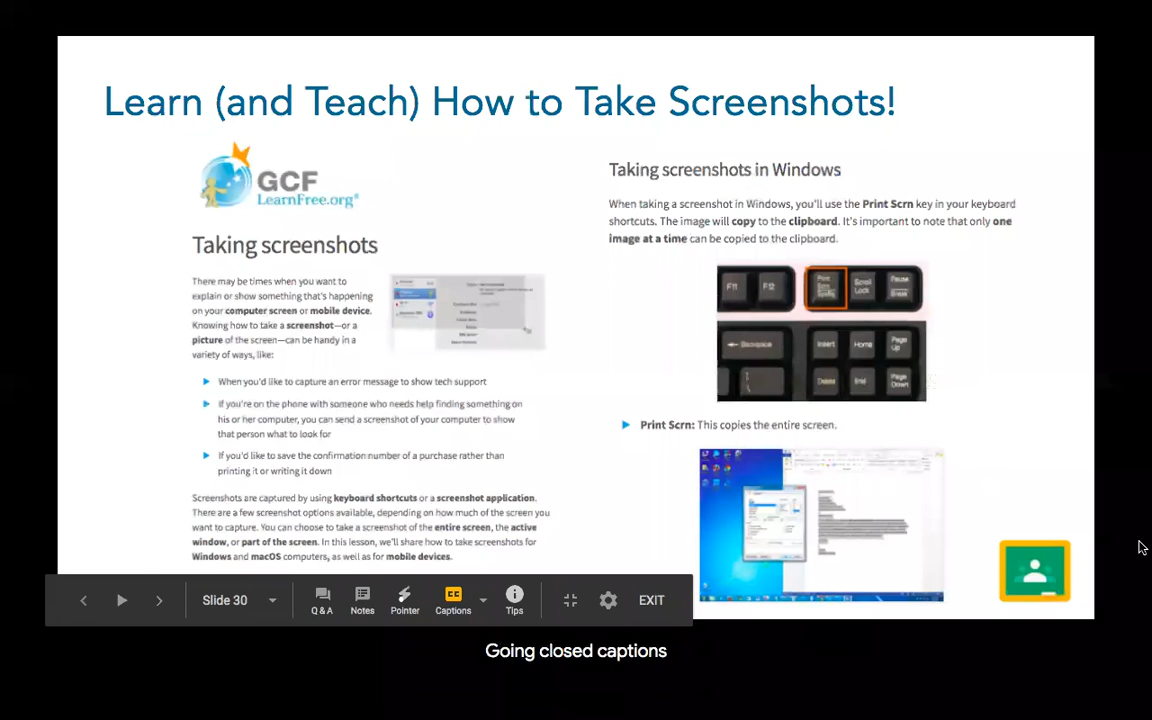 Learn (and Teach) How to Take Screenshots!
GCF
LearnFree.org®
Taking screenshots
There may be times when you want to
explain or show something that's happening
on your computer screen or mobile device.
Knowing how to take a screenshot—or a
picture of the screen—can be handy in a
variety of ways, like:
When you'd like to capture an error message to show tech support
If you're on the phone with someone who needs help finding something on
his or her computer, you can send a screenshot of your computer to show
that person what to look for
If you'd like to save the confirmation number of a purchase rather than
printing it or writing it down
Screenshots are captured by using keyboard shortcuts or a screenshot application.
There are a few screenshot options available, depending on how much of the screen you
want to capture. You can choose to take a screenshot of the entire screen, the active
window, or part of the screen. In this lesson, we'll share how to take screenshots for
Windows and macOS computers, as well as for mobile devices.
Taking screenshots in Windows
When taking a screenshot in Windows, you'll use the Print Scrn key in your keyboard
shortcuts. The image will copy to the clipboard. It's important to note that only one
image at a time can be copied to the clipboard.
F11
F12
Print
Scrn
SysRq
Scroll
Lock
Pause
Break
Backspace
Insert
Home
Page
Up
Delete
End
Page
Down
Print Scrn: This copies the entire screen.
Slide 30
Q & A
Notes
Pointer
CC
Captions
Tips
EXIT
Going closed captions